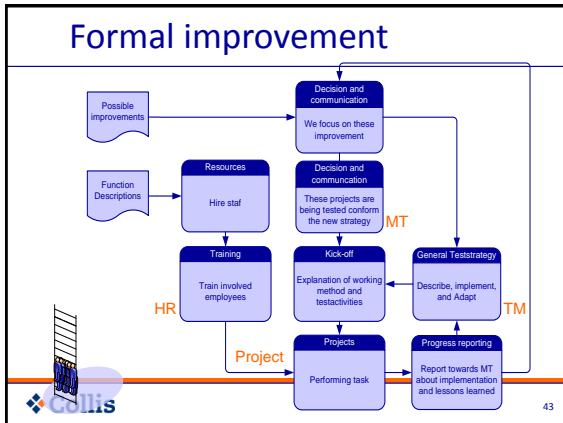 Formal improvement
Decision and
communication
We focus on these
improvement
Possible
improvements
Resources
Hire staf
Function
Descriptions
Decision and
communcation
These projects are
being tested conform
the new strategy
MT
Training
Train involved
employees
HR
Kick-off
Explanation of working
method and
testactivities
General Teststrategy
Describe, implement,
and Adapt
TM
Project
Projects
Performing task
Progress reporting
Report towards MT
about implementation
and lessons learned
Collis
43